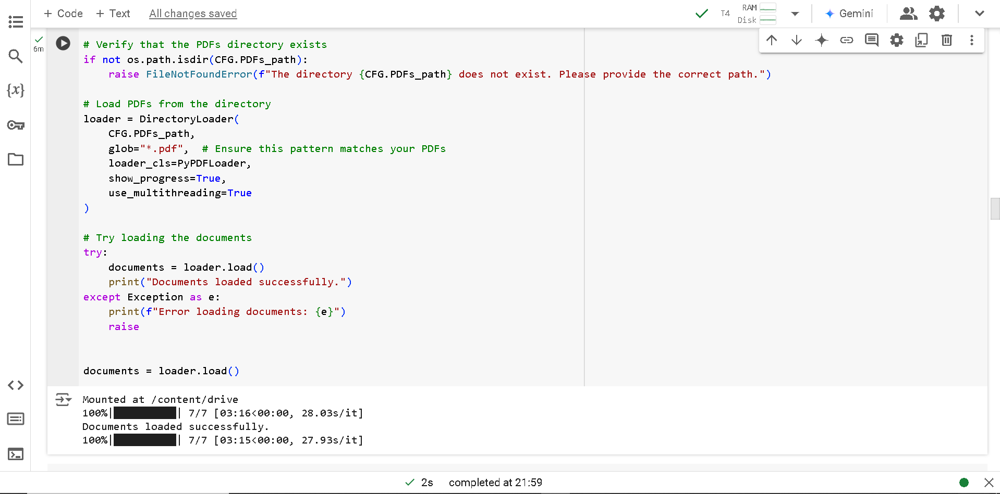 + Code + Text All changes saved
T4 RAM Disk Gemini
6m
# Verify that the PDFs directory exists
if not os.path.isdir(CFG.PDFs_path):
    raise FileNotFoundError(f"The directory {CFG.PDFs_path} does not exist. Please provide the correct path.")
# Load PDFs from the directory
loader = DirectoryLoader(
    CFG.PDFs_path,
    glob="*.pdf",  # Ensure this pattern matches your PDFs
    loader_cls=PyPDFLoader,
    show_progress=True,
    use_multithreading=True
)
# Try loading the documents
try:
    documents = loader.load()
    print("Documents loaded successfully.")
except Exception as e:
    print(f"Error loading documents: {e}")
    raise
documents = loader.load()
Mounted at /content/drive
100%|██████████| 7/7 [03:16<00:00, 28.03s/it]
Documents loaded successfully.
100%|██████████| 7/7 [03:15<00:00, 27.93s/it]
2s completed at 21:59